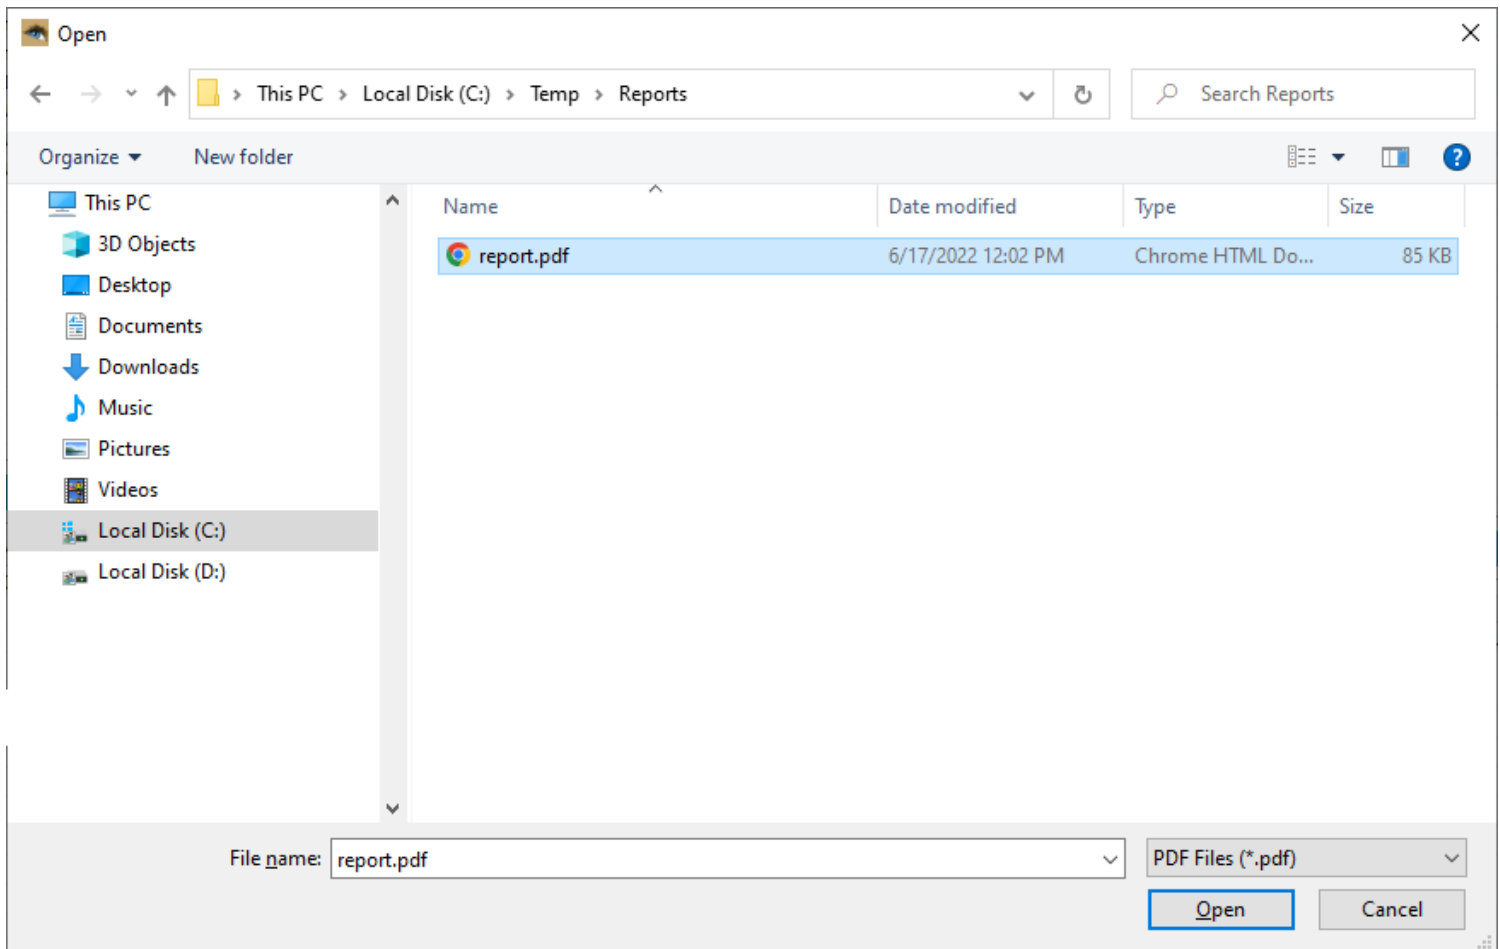 Open
This PC > Local Disk (C:) > Temp > Reports
Search Reports
Organize
New folder
This PC
3D Objects
Desktop
Documents
Downloads
Music
Pictures
Videos
Local Disk (C:)
Local Disk (D:)
Name Date modified Type Size
report.pdf 6/17/2022 12:02 PM Chrome HTML Do... 85 KB
File name: report.pdf PDF Files (*.pdf)
Open Cancel